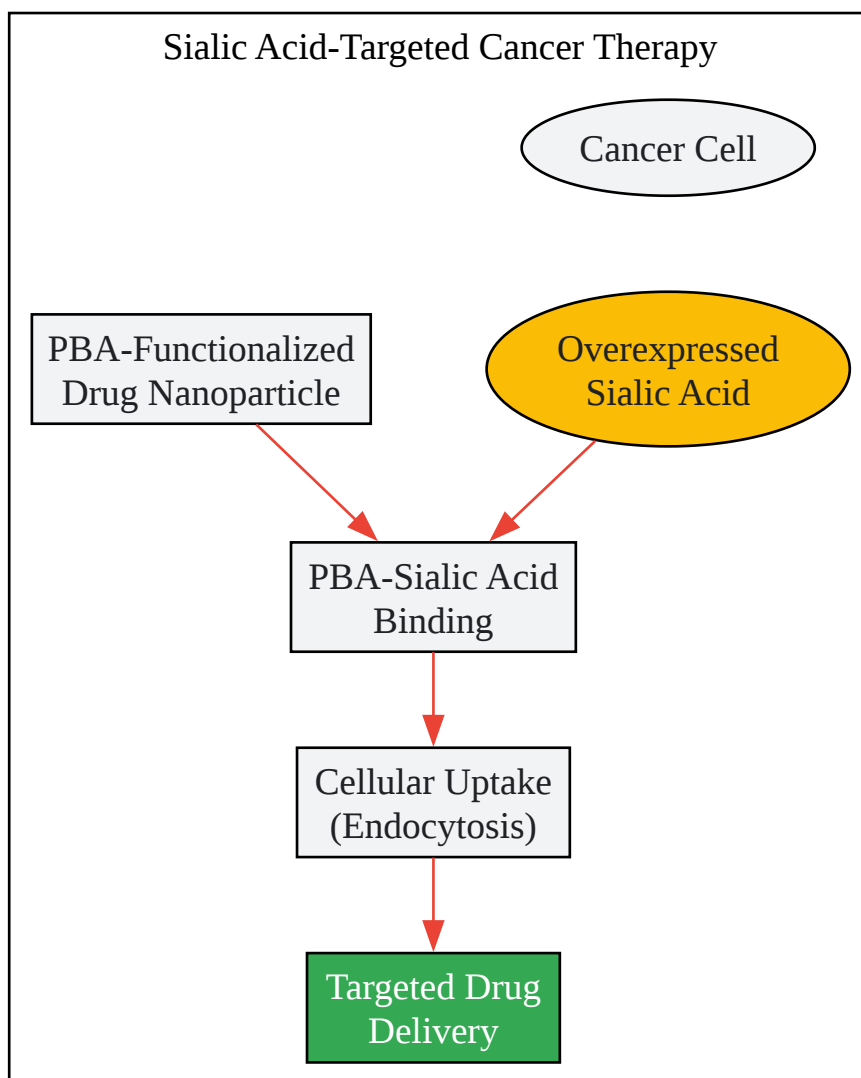 Sialic Acid-Targeted Cancer Therapy
Cancer Cell
PBA-Functionalized
Drug Nanoparticle
Overexpressed
Sialic Acid
PBA-Sialic Acid
Binding
Cellular Uptake
(Endocytosis)
Targeted Drug
Delivery